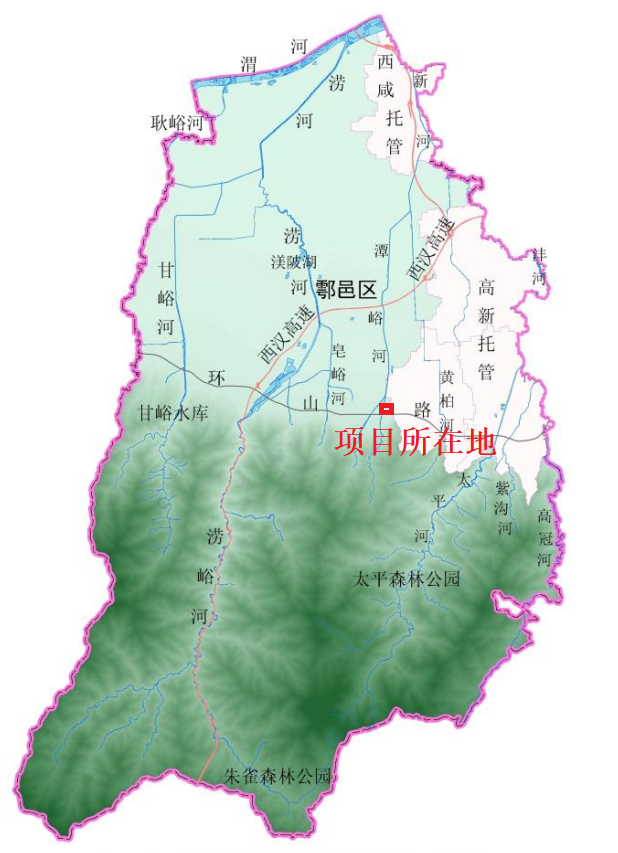 渭河
西咸托管
新河
涝河
耿峪河
涝河
渼陂湖
鄠邑区
潭峪河
西汉高速
沣河
甘峪河
西汉高速
高新托管
皂峪河
环山路
黄柏河
甘峪水库
项目所在地
太平河
紫沟河
高冠河
涝峪河
太平森林公园
朱雀森林公园